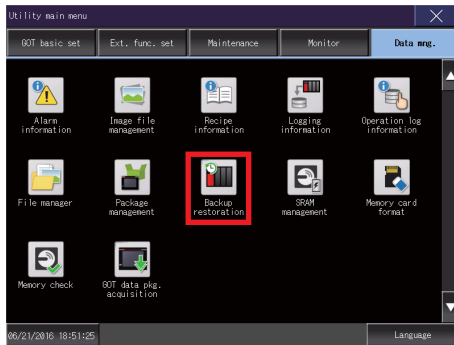 Utility main menu
GOT basic set
Ext. func. set
Maintenance
Monitor
Data mng.
Alarm
information
Image file
management
Recipe
information
Logging
information
Operation log
information
File manager
Package
management
Backup
restoration
SRAM
management
Memory card
format
Memory check
GOT data pkg.
acquisition
06/21/2016 18:51:25
Language